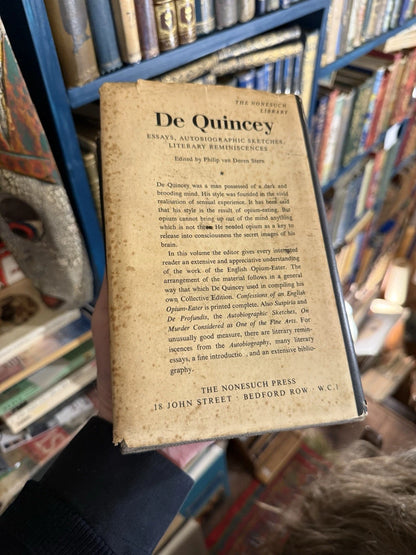 THE NONESUCH
LIBRARY
De Quincey
ESSAYS, AUTOBIOGRAPHIC SKETCHES,
LITERARY REMINISCENCES
Edited by Philip van Doren Stern
*
De Quincey was a man possessed of a dark and
brooding mind. His style was founded in the vivid
realisation of sensual experience. It has been said
that his style is the result of opium-eating. But
opium cannot bring out of the mind anything
which is not there. He needed opium as a key to
release into consciousness the secret images of his
brain.
In this volume the editor gives every interested
reader an extensive and appreciative understanding
of the work of the English Opium-Eater. The
arrangement of the material follows in a general
way that which De Quincey used in compiling his
own Collective Edition. Confessions of an English
Opium-Eater is printed complete. Also Suspiria and
De Profundis, the Autobiographic Sketches, On
Murder Considered as One of the Fine Arts. For
unusually good measure, there are literary remin-
iscences from the Autobiography, many literary
essays, a fine introduction, and an extensive biblio-
graphy.
THE NONESUCH PRESS
18 JOHN STREET · BEDFORD ROW · W.C.1